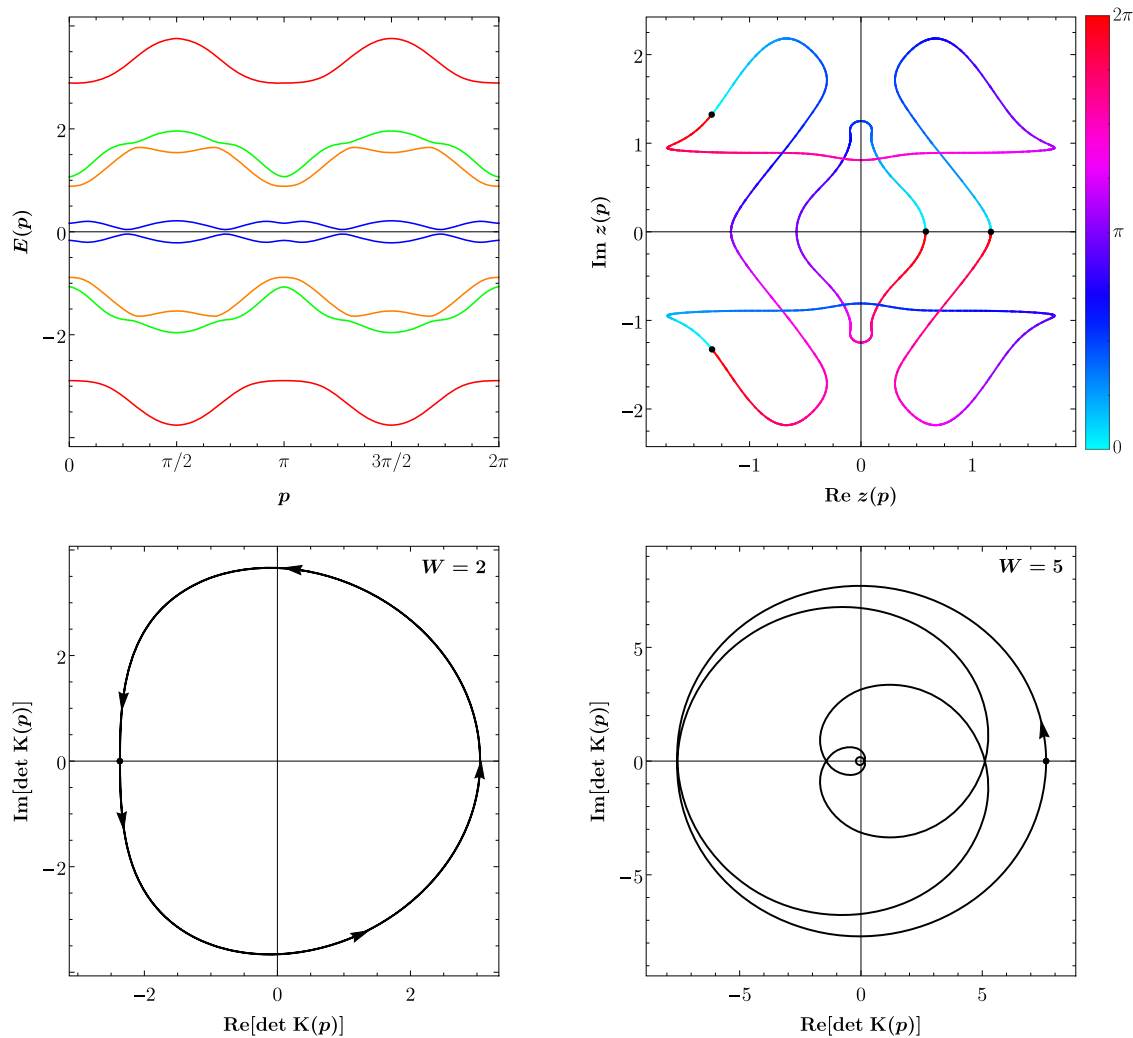 E(p)
2
0
−2
0
π/2
π
3π/2
2π
p
Im z(p)
2
1
0
−1
−2
−1
0
1
Re z(p)
2π
π
0
W = 2
Im[det K(p)]
2
0
−2
−2
0
2
Re[det K(p)]
W = 5
Im[det K(p)]
5
0
−5
−5
0
5
Re[det K(p)]